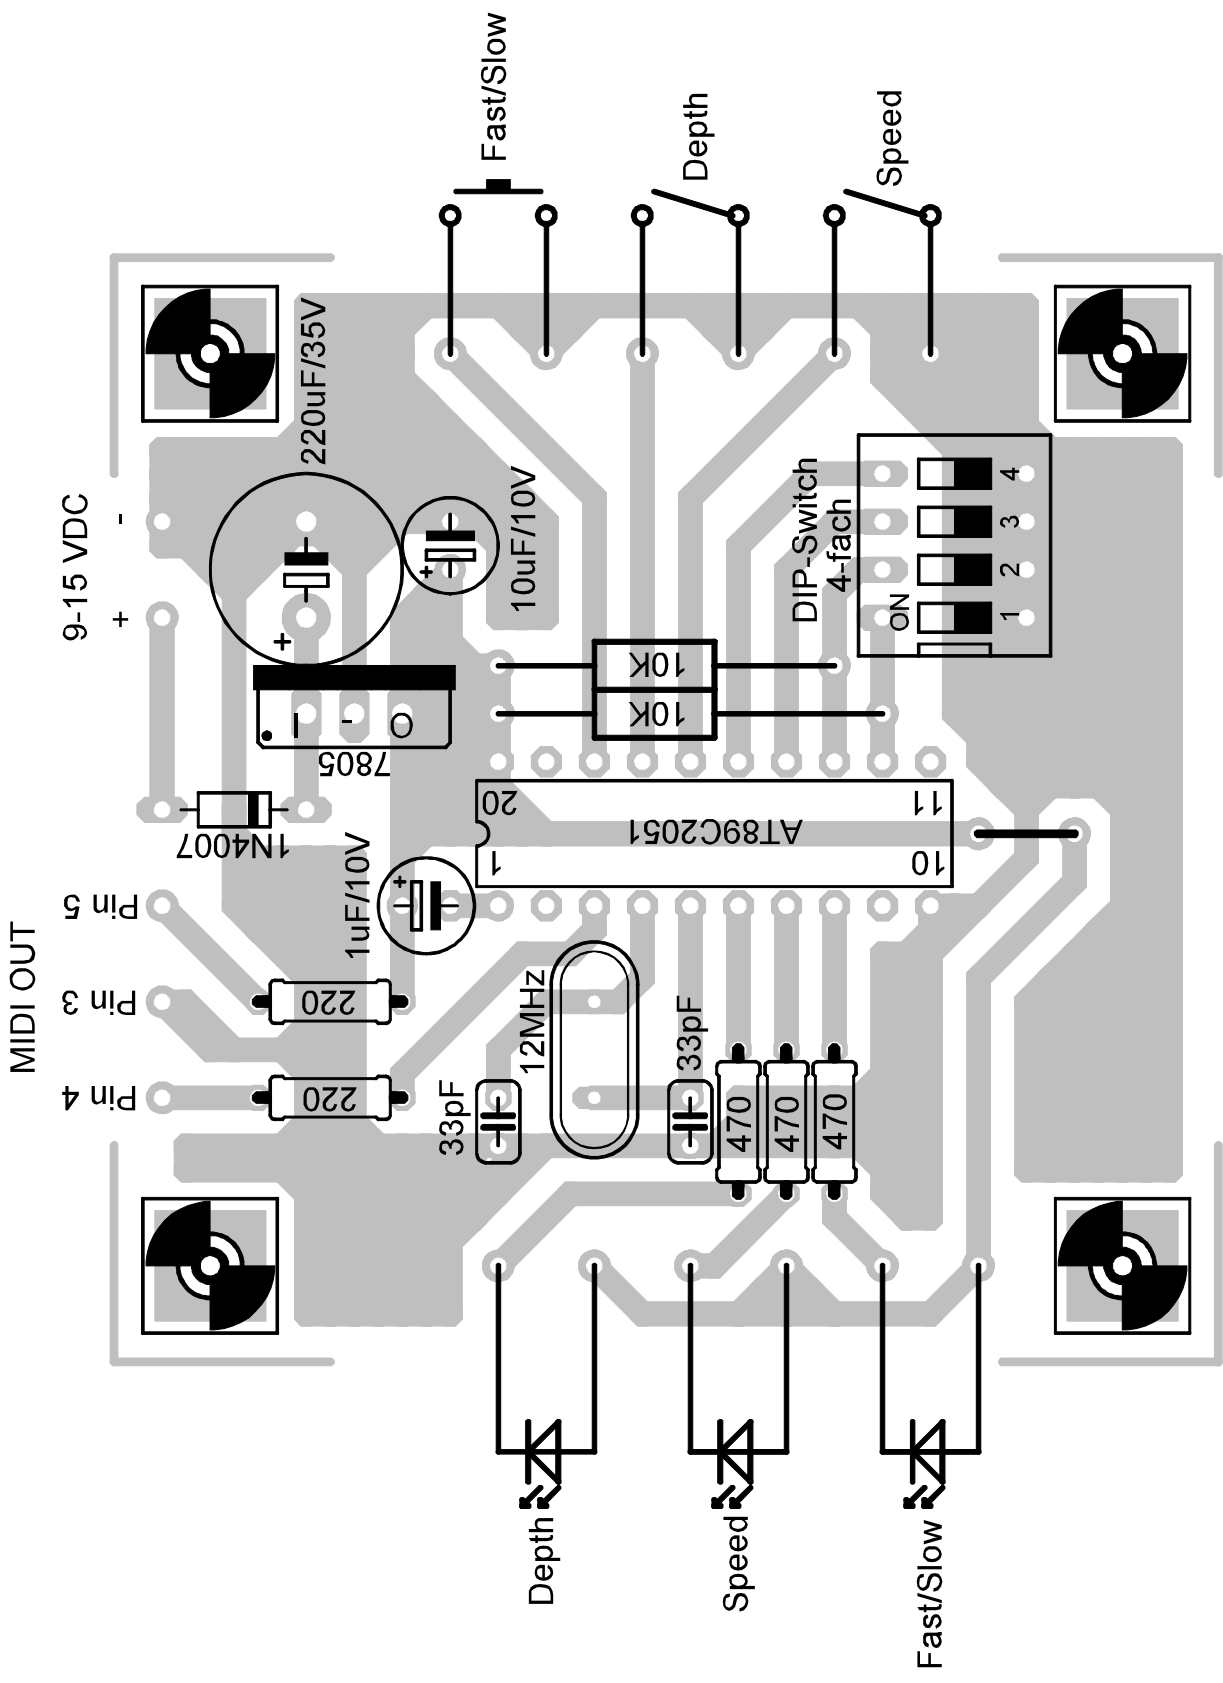 Fast/Slow
Depth
Speed
220uF/35V
9-15 VDC
-
+
+
10uF/10V
+
DIP-Switch
4-fach
ON
1
2
3
4
10K
10K
I
-
O
7805
1N4007
20
11
AT89C2051
1
10
1uF/10V
+
MIDI OUT
Pin 5
Pin 3
Pin 4
220
220
12MHz
33pF
33pF
470
470
470
Depth
Speed
Fast/Slow